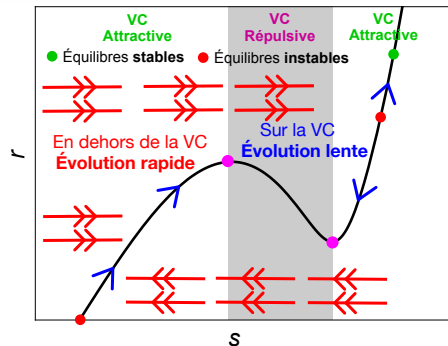 VC VC VC
Attractive Répulsive Attractive
Équilibres stables Équilibres instables
En dehors de la VC Sur la VC
Évolution rapide Évolution lente
r
s